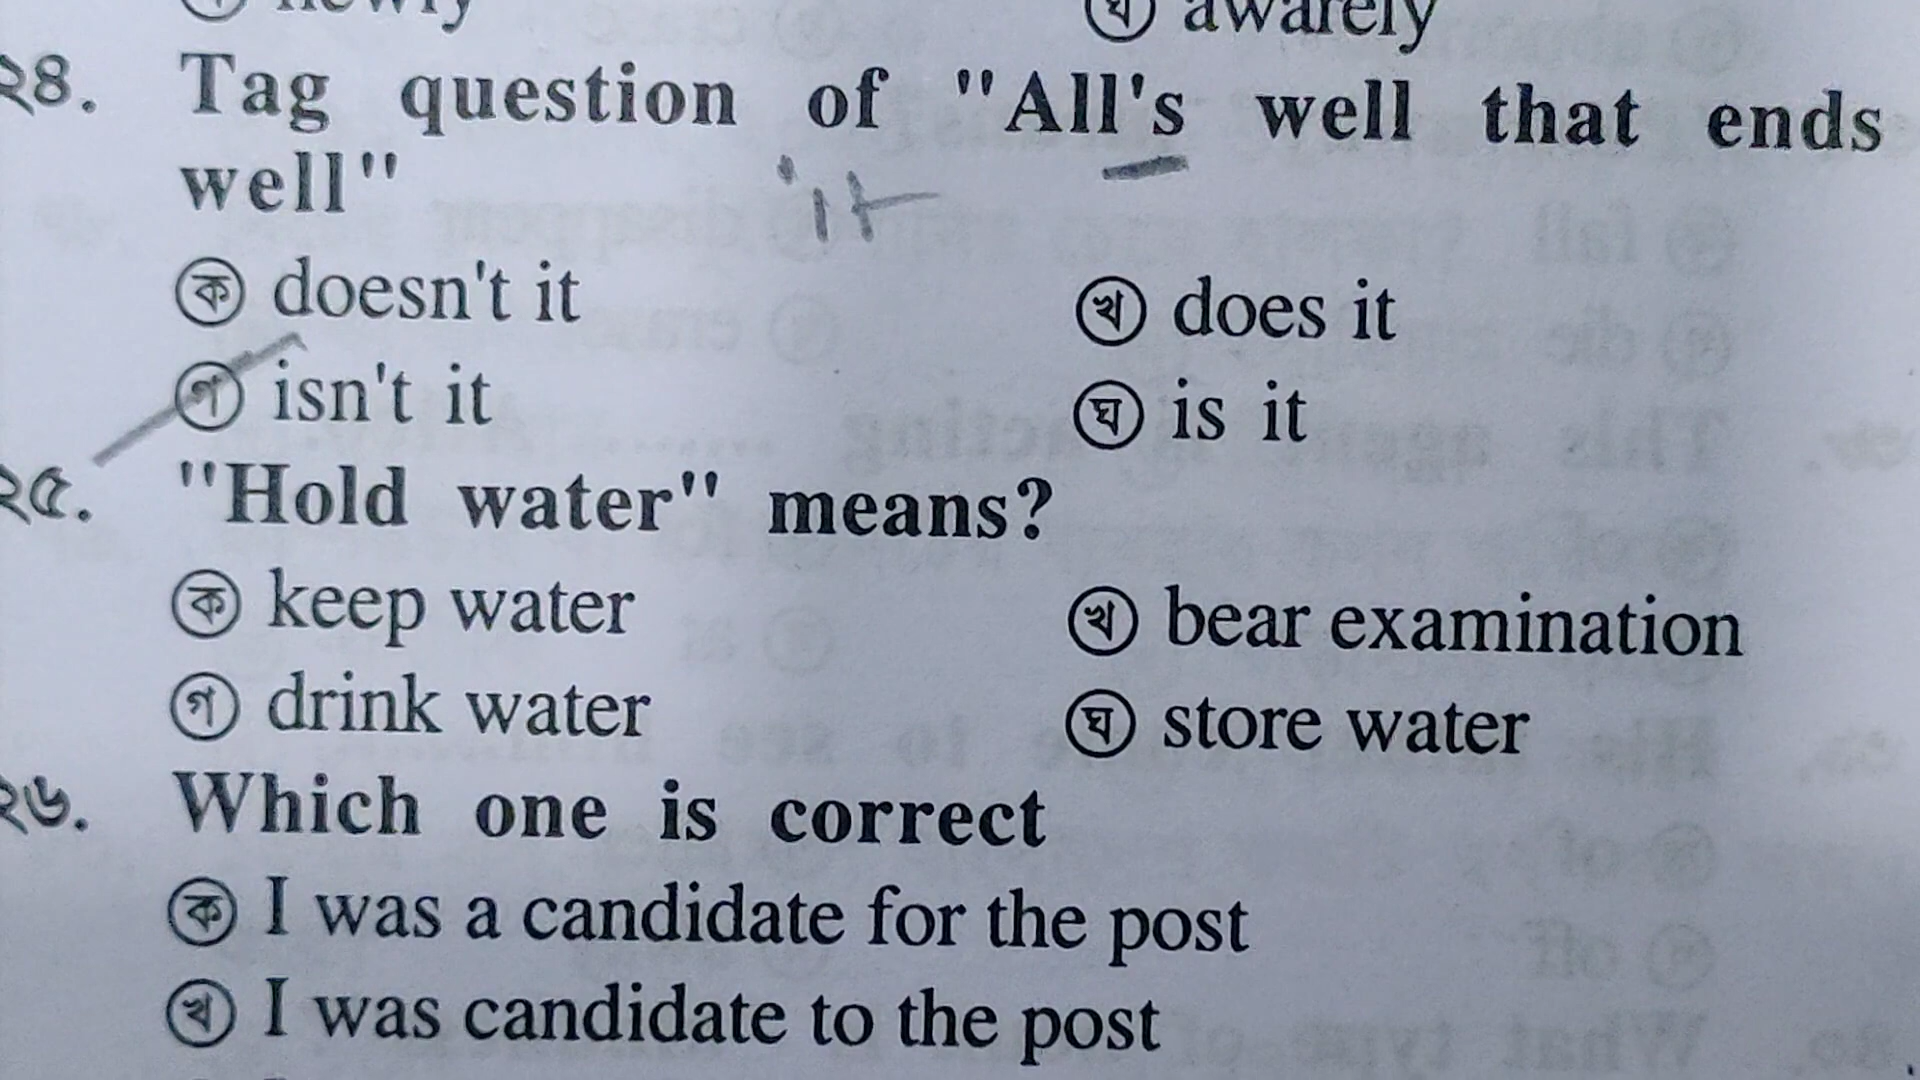 newly ঘ awarely
২৪. Tag question of "All's well that ends
well"
it
ক doesn't it খ does it
গ isn't it ঘ is it
২৫. "Hold water" means?
ক keep water খ bear examination
গ drink water ঘ store water
২৬. Which one is correct
ক I was a candidate for the post
খ I was candidate to the post